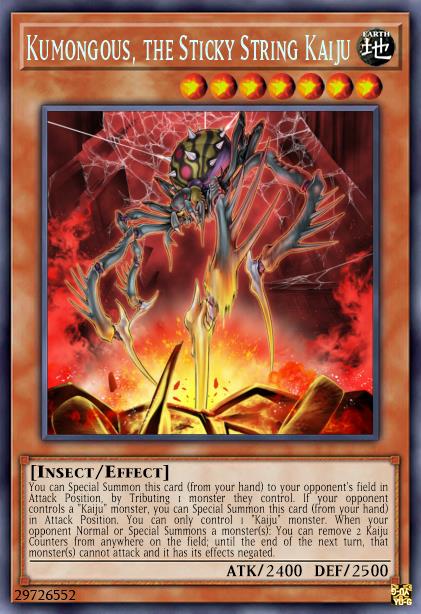 KUMONGOUS, THE STICKY STRING KAIJU
EARTH
地
[INSECT/EFFECT]
You can Special Summon this card (from your hand) to your opponent's field in
Attack Position, by Tributing 1 monster they control. If your opponent
controls a "Kaiju" monster, you can Special Summon this card (from your hand)
in Attack Position. You can only control 1 "Kaiju" monster. When your
opponent Normal or Special Summons a monster(s): You can remove 2 Kaiju
Counters from anywhere on the field; until the end of the next turn, that
monster(s) cannot attack and it has its effects negated.
ATK/2400 DEF/2500
29726552